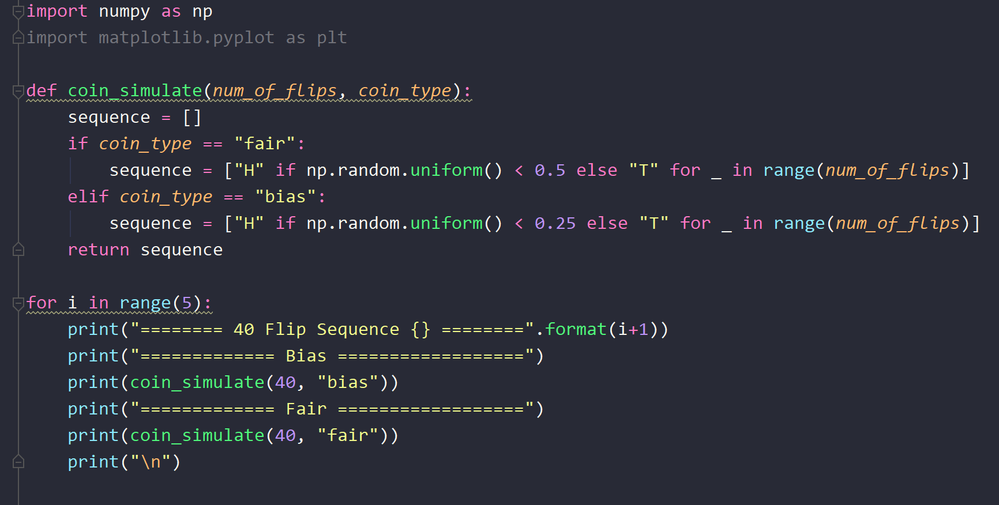 import numpy as np
import matplotlib.pyplot as plt

def coin_simulate(num_of_flips, coin_type):
    sequence = []
    if coin_type == "fair":
        sequence = ["H" if np.random.uniform() < 0.5 else "T" for _ in range(num_of_flips)]
    elif coin_type == "bias":
        sequence = ["H" if np.random.uniform() < 0.25 else "T" for _ in range(num_of_flips)]
    return sequence

for i in range(5):
    print("======== 40 Flip Sequence {} ========".format(i+1))
    print("============= Bias ==================")
    print(coin_simulate(40, "bias"))
    print("============= Fair ==================")
    print(coin_simulate(40, "fair"))
    print("\n")